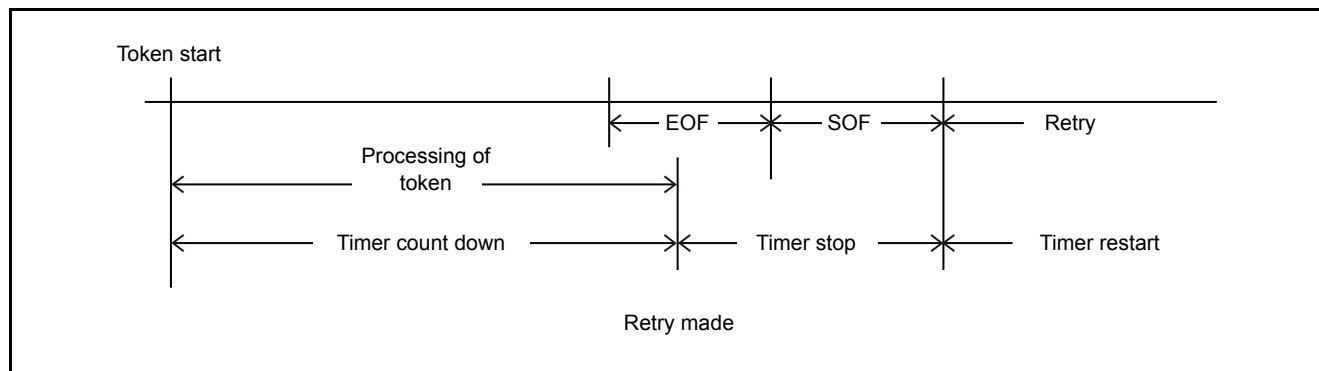 Token start
EOF
SOF
Retry
Processing of
token
Timer count down
Timer stop
Timer restart
Retry made